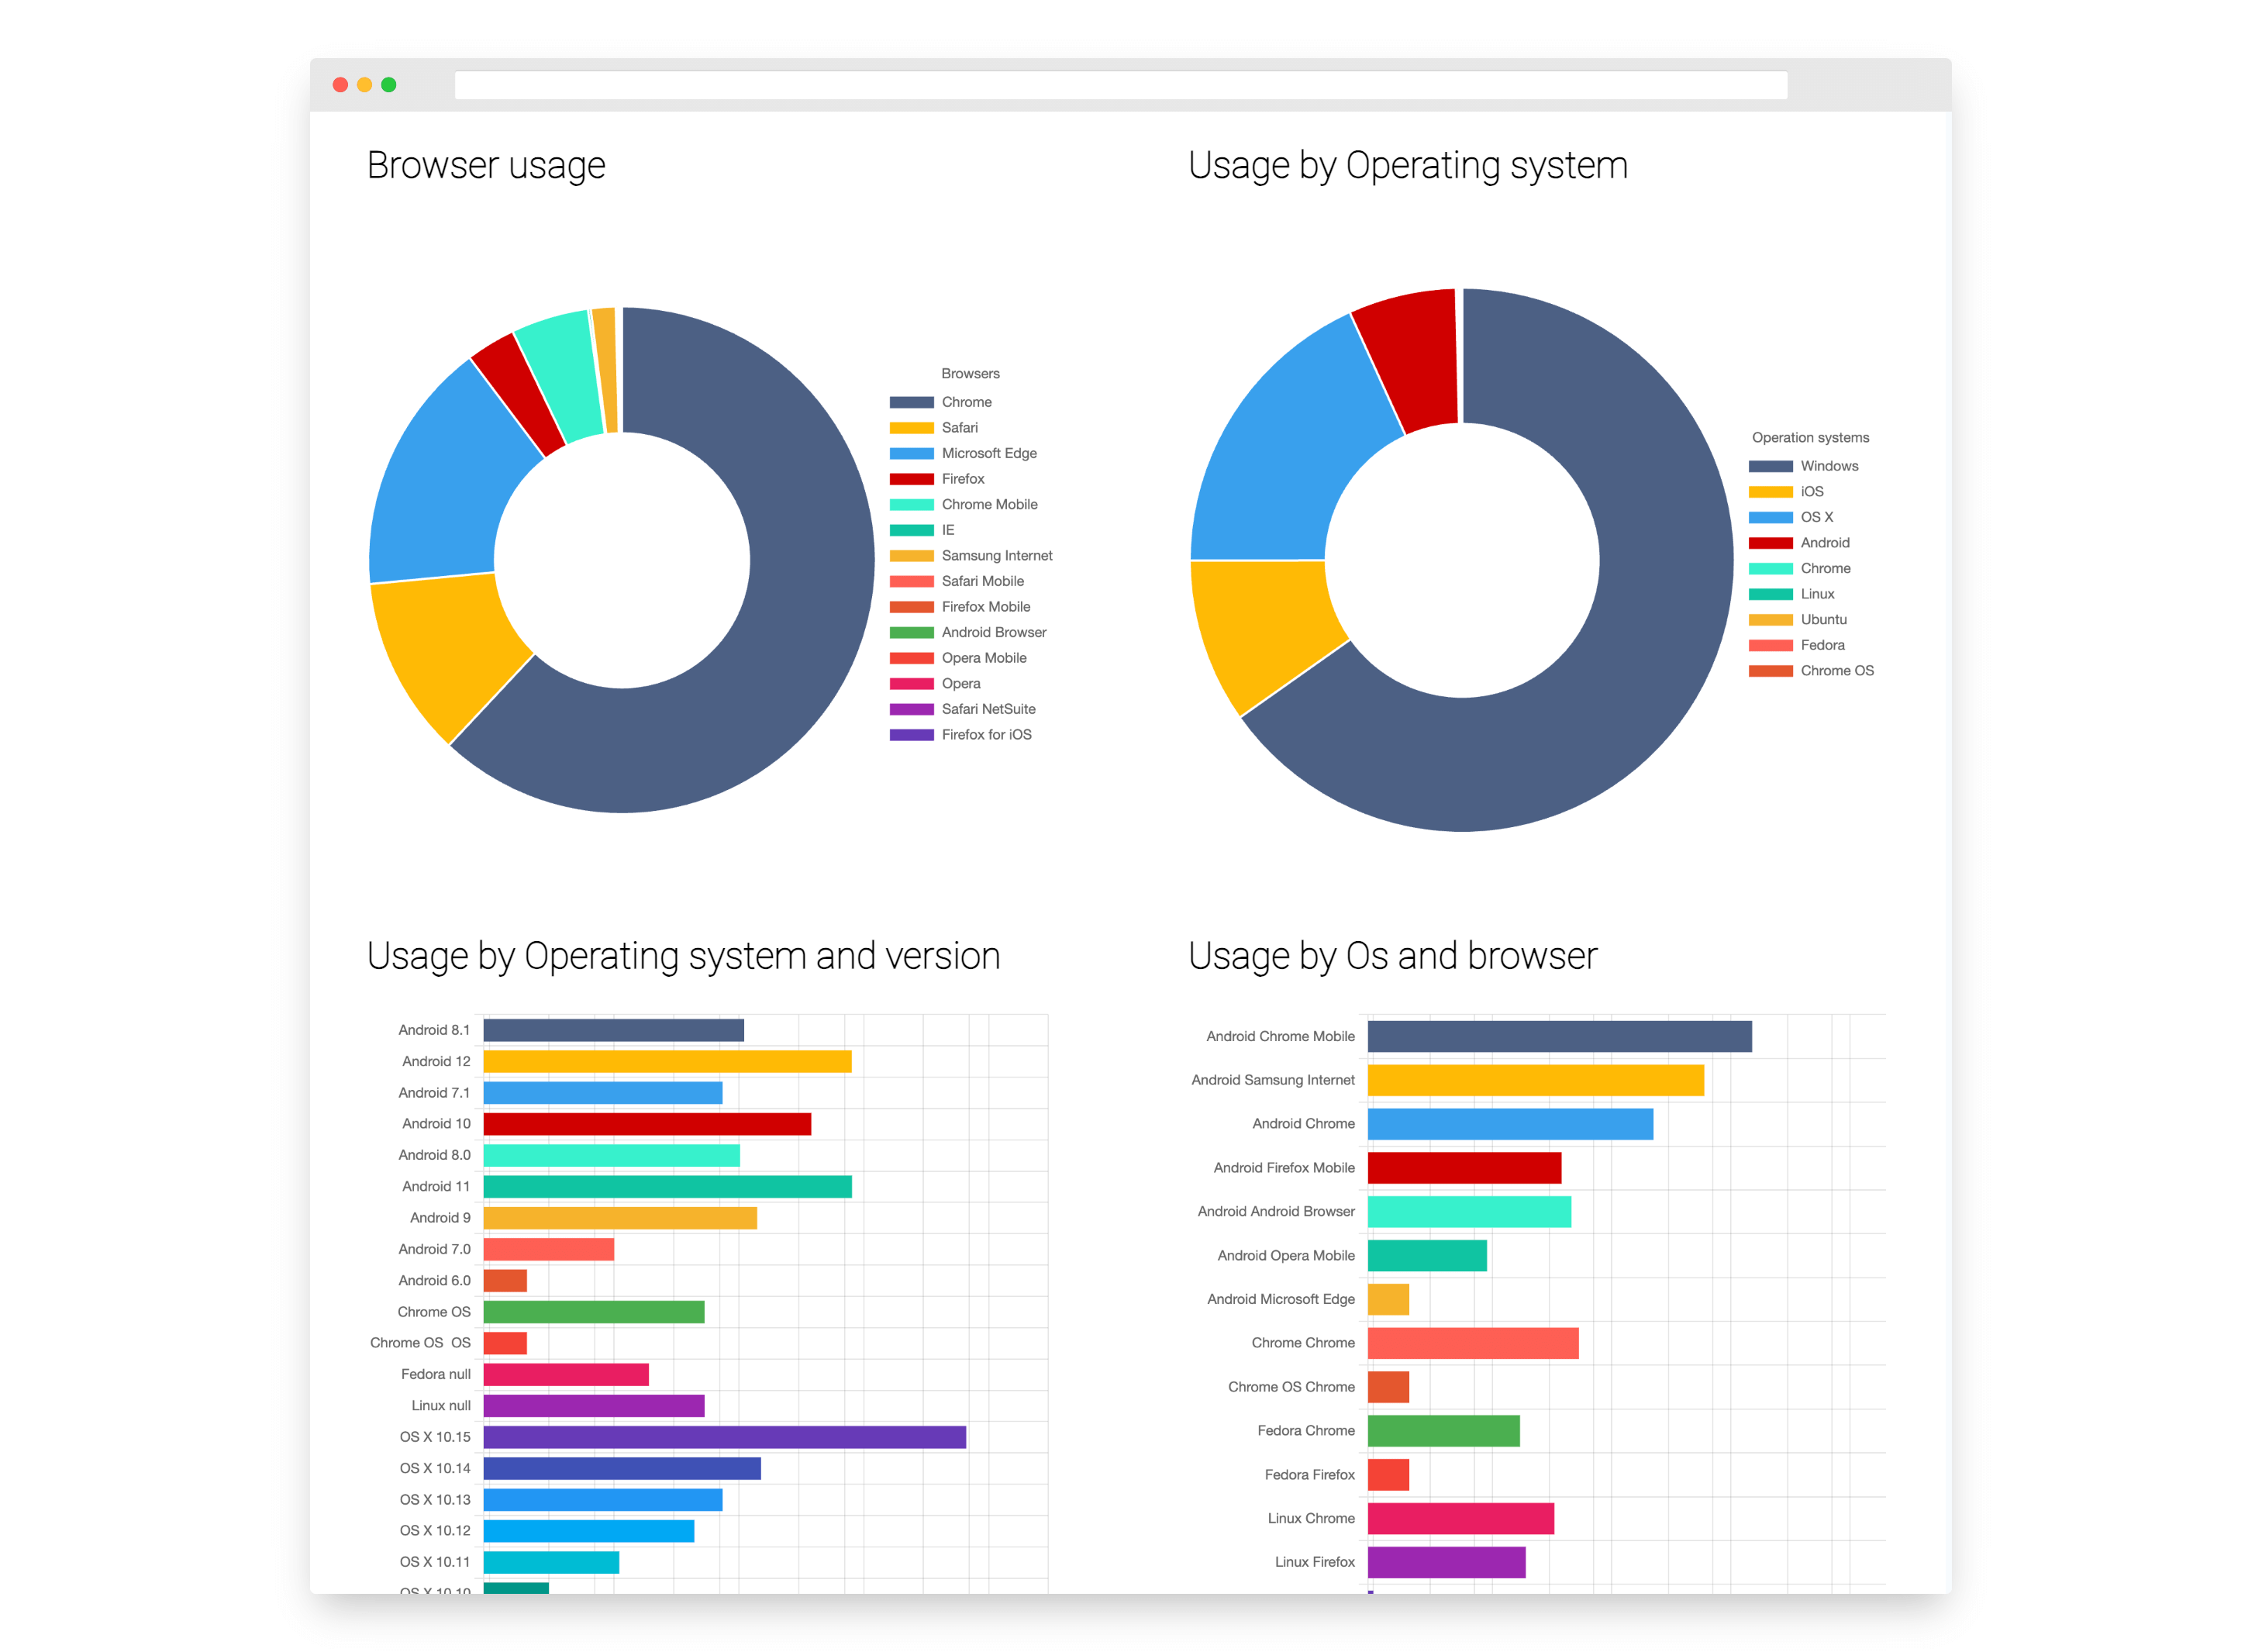 Browser usage
Browsers
Chrome
Safari
Microsoft Edge
Firefox
Chrome Mobile
IE
Samsung Internet
Safari Mobile
Firefox Mobile
Android Browser
Opera Mobile
Opera
Safari NetSuite
Firefox for iOS
Usage by Operating system
Operation systems
Windows
iOS
OS X
Android
Chrome
Linux
Ubuntu
Fedora
Chrome OS
Usage by Operating system and version
Android 8.1
Android 12
Android 7.1
Android 10
Android 8.0
Android 11
Android 9
Android 7.0
Android 6.0
Chrome OS
Chrome OS  OS
Fedora null
Linux null
OS X 10.15
OS X 10.14
OS X 10.13
OS X 10.12
OS X 10.11
OS X 10.10
Usage by Os and browser
Android Chrome Mobile
Android Samsung Internet
Android Chrome
Android Firefox Mobile
Android Android Browser
Android Opera Mobile
Android Microsoft Edge
Chrome Chrome
Chrome OS Chrome
Fedora Chrome
Fedora Firefox
Linux Chrome
Linux Firefox